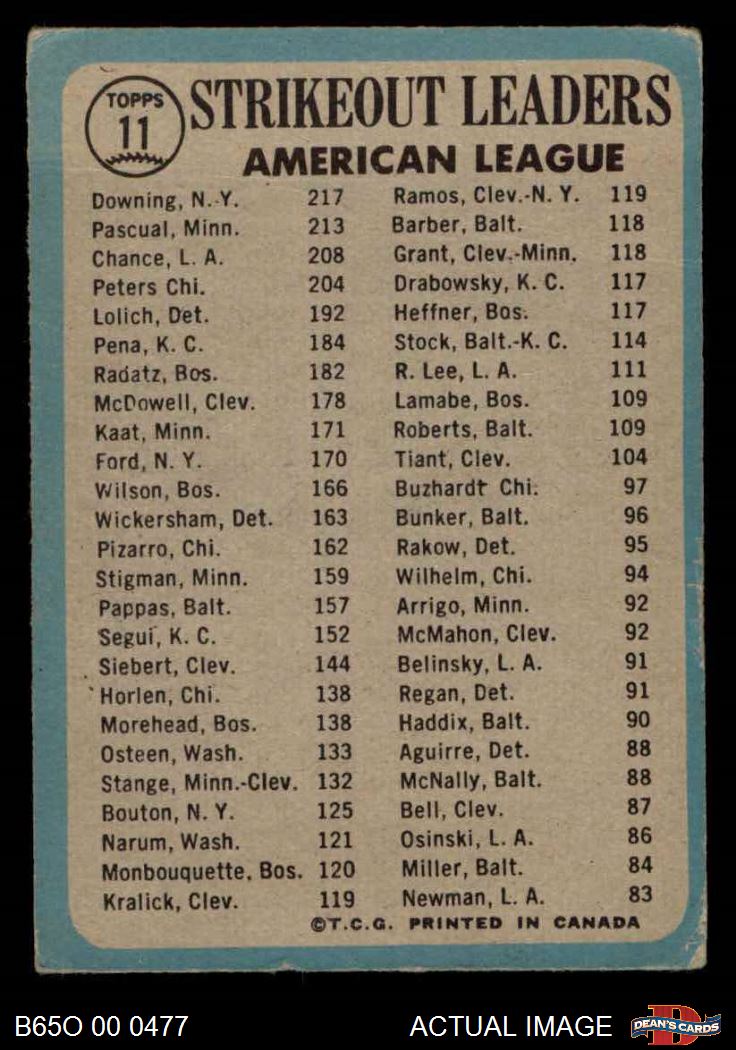 TOPPS
11
STRIKEOUT LEADERS
AMERICAN LEAGUE
Downing, N. Y. 217
Pascual, Minn. 213
Chance, L. A. 208
Peters Chi. 204
Lolich, Det. 192
Pena, K. C. 184
Radatz, Bos. 182
McDowell, Clev. 178
Kaat, Minn. 171
Ford, N. Y. 170
Wilson, Bos. 166
Wickersham, Det. 163
Pizarro, Chi. 162
Stigman, Minn. 159
Pappas, Balt. 157
Segui, K. C. 152
Siebert, Clev. 144
Horlen, Chi. 138
Morehead, Bos. 138
Osteen, Wash. 133
Stange, Minn.-Clev. 132
Bouton, N. Y. 125
Narum, Wash. 121
Monbouquette, Bos. 120
Kralick, Clev. 119
Ramos, Clev.-N. Y. 119
Barber, Balt. 118
Grant, Clev.-Minn. 118
Drabowsky, K. C. 117
Heffner, Bos. 117
Stock, Balt.-K. C. 114
R. Lee, L. A. 111
Lamabe, Bos. 109
Roberts, Balt. 109
Tiant, Clev. 104
Buzhardt Chi. 97
Bunker, Balt. 96
Rakow, Det. 95
Wilhelm, Chi. 94
Arrigo, Minn. 92
McMahon, Clev. 92
Belinsky, L. A. 91
Regan, Det. 91
Haddix, Balt. 90
Aguirre, Det. 88
McNally, Balt. 88
Bell, Clev. 87
Osinski, L. A. 86
Miller, Balt. 84
Newman, L. A. 83
©T.C.G. PRINTED IN CANADA
B65O 00 0477
ACTUAL IMAGE
D
DEAN'S CARDS